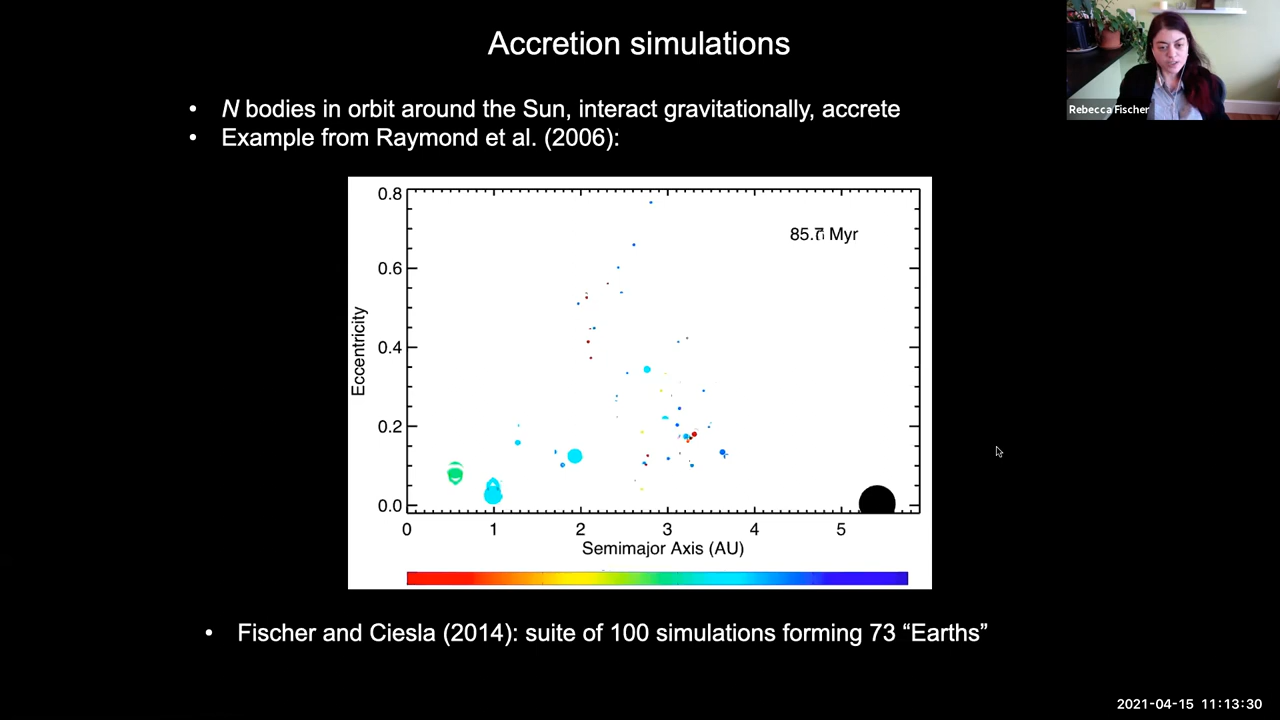 Accretion simulations
Rebecca Fischer
• N bodies in orbit around the Sun, interact gravitationally, accrete
• Example from Raymond et al. (2006):
0.8
0.6
0.4
0.2
0.0
Eccentricity
Myr
0 1 2 3 4 5
Semimajor Axis (AU)
• Fischer and Ciesla (2014): suite of 100 simulations forming 73 “Earths”
2021-04-15 11:13:30